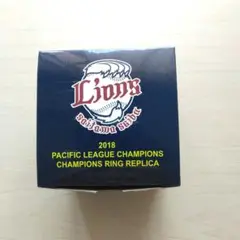 Lions
saitama seibu
2018
PACIFIC LEAGUE CHAMPIONS
CHAMPIONS RING REPLICA